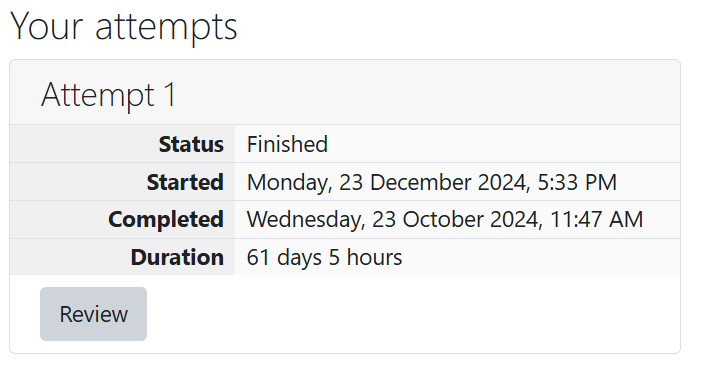 Your attempts
Attempt 1
Status Finished
Started Monday, 23 December 2024, 5:33 PM
Completed Wednesday, 23 October 2024, 11:47 AM
Duration 61 days 5 hours
Review